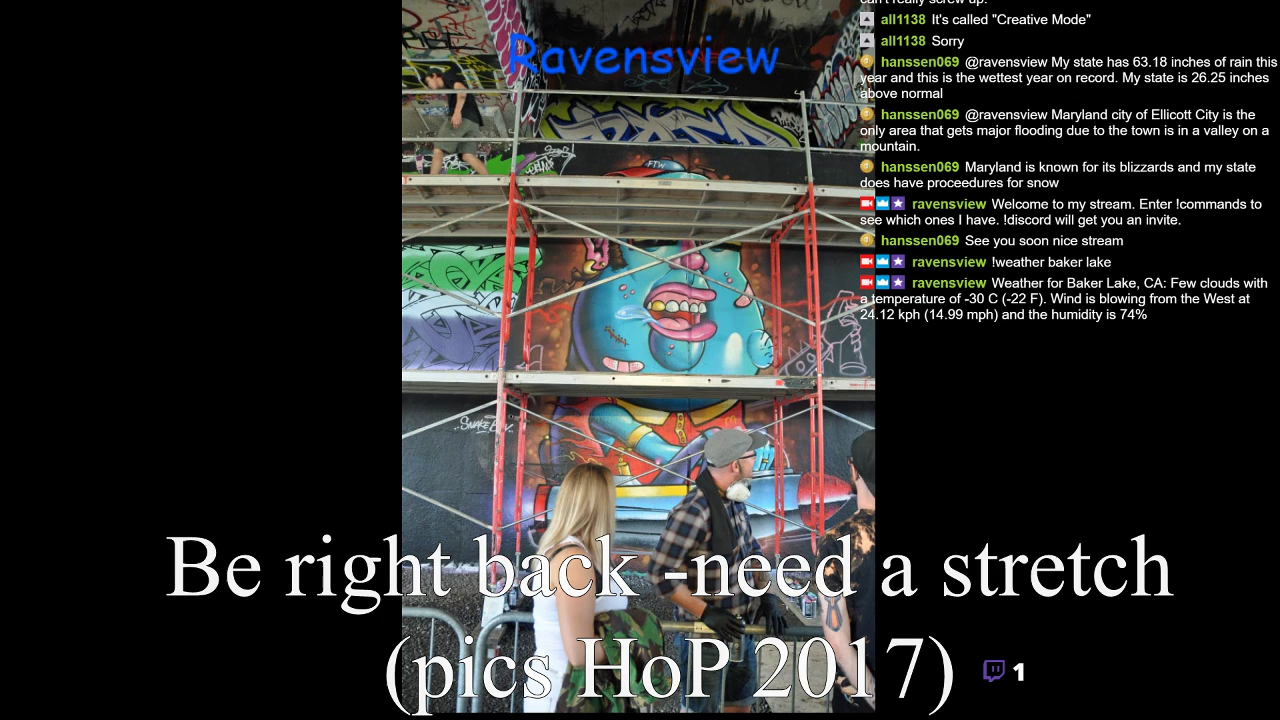 can't really screw up.
all1138 It's called "Creative Mode"
all1138 Sorry
hanssen069 @ravensview My state has 63.18 inches of rain this
year and this is the wettest year on record. My state is 26.25 inches
above normal
hanssen069 @ravensview Maryland city of Ellicott City is the
only area that gets major flooding due to the town is in a valley on a
mountain.
hanssen069 Maryland is known for its blizzards and my state
does have proceedures for snow
ravensview Welcome to my stream. Enter !commands to
see which ones I have. !discord will get you an invite.
hanssen069 See you soon nice stream
ravensview !weather baker lake
ravensview Weather for Baker Lake, CA: Few clouds with
a temperature of -30 C (-22 F). Wind is blowing from the West at
24.12 kph (14.99 mph) and the humidity is 74%
Ravensview
FTW
Be right back -need a stretch
(pics HoP 2017)
1